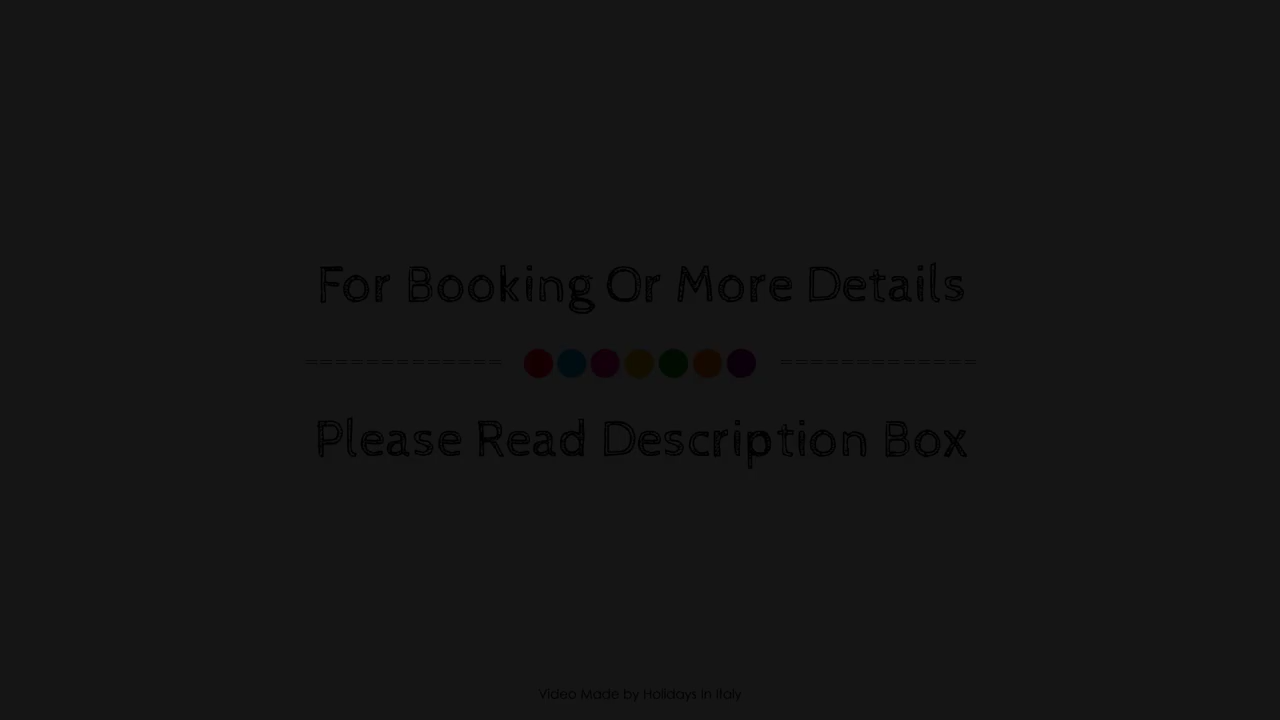 For Booking Or More Details
============= =============
Please Read Description Box
Video Made by Holidays in Italy